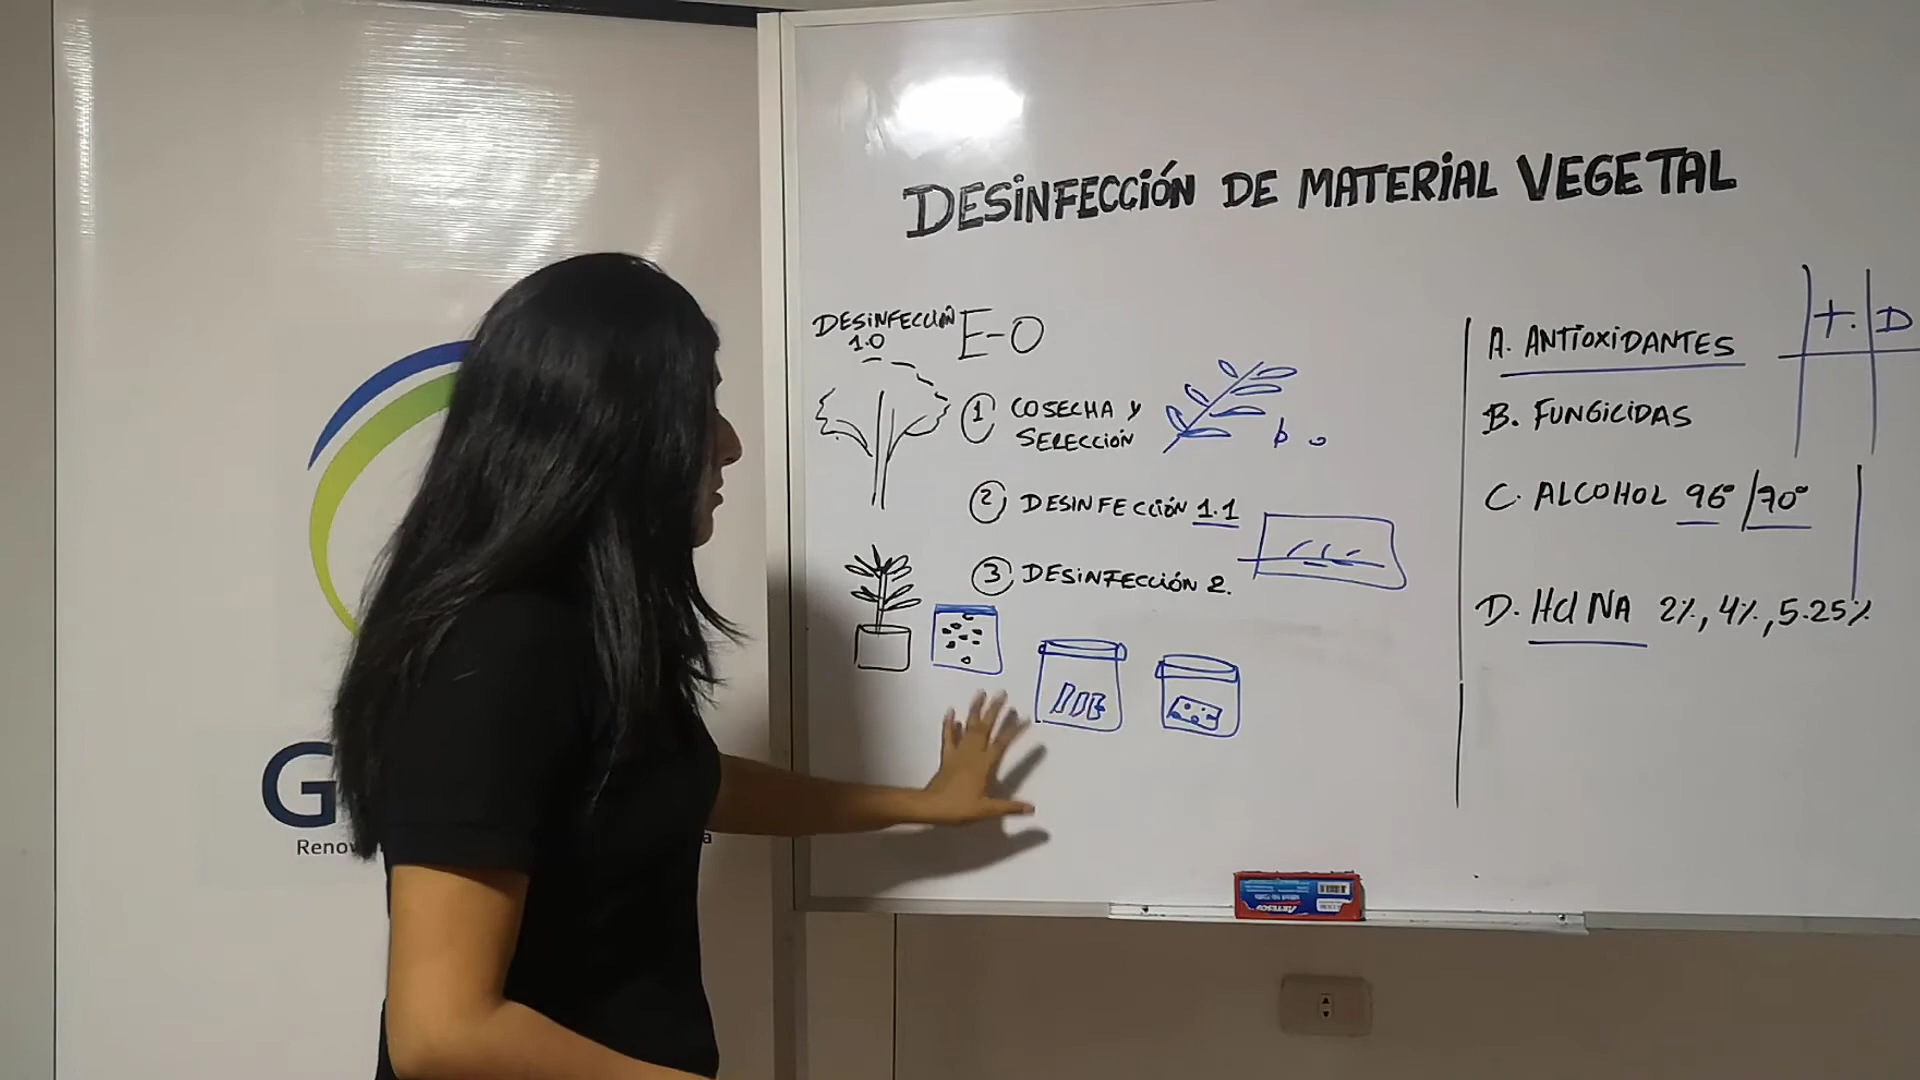 DESINFECCIÓN DE MATERIAL VEGETAL
DESINFECCIÓN
1.0
E-O
1 COSECHA Y
SELECCIÓN
2 DESINFECCIÓN 1.1
3 DESINFECCIÓN 2.
A. ANTIOXIDANTES
B. FUNGICIDAS
C. ALCOHOL 96° / 70°
D. HClNA 2%, 4%, 5.25%
T. D
G
ARTESCO